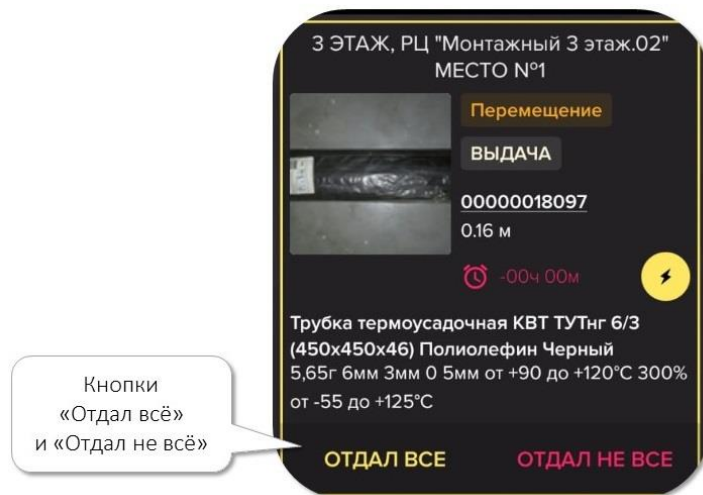 3 ЭТАЖ, РЦ "Монтажный 3 этаж.02"
МЕСТО №1
Перемещение
ВЫДАЧА
00000018097
0.16 м
-00ч 00м
Трубка термоусадочная КВТ ТУТнг 6/3
(450x450x46) Полиолефин Черный
5,65г 6мм 3мм 0 5мм от +90 до +120°С 300%
от -55 до +125°С
Кнопки
«Отдал всё»
и «Отдал не всё»
ОТДАЛ ВСЕ
ОТДАЛ НЕ ВСЕ